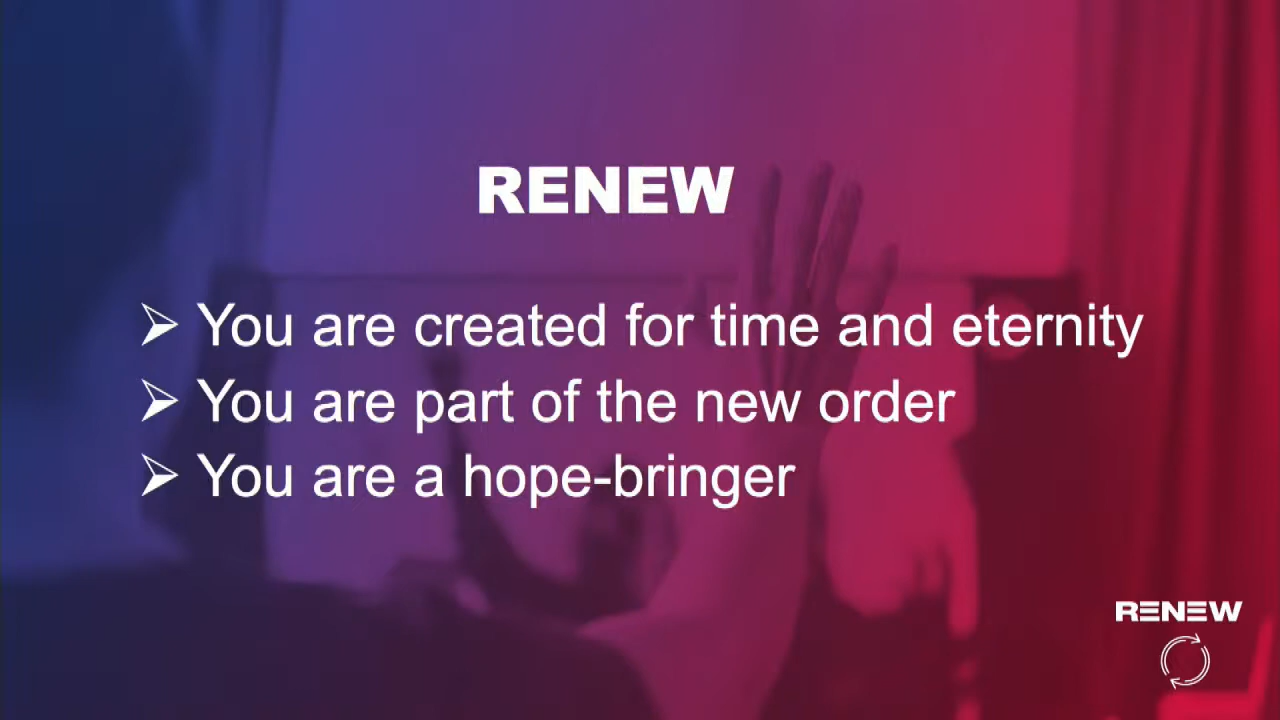 RENEW
➢ You are created for time and eternity
➢ You are part of the new order
➢ You are a hope-bringer
RENEW